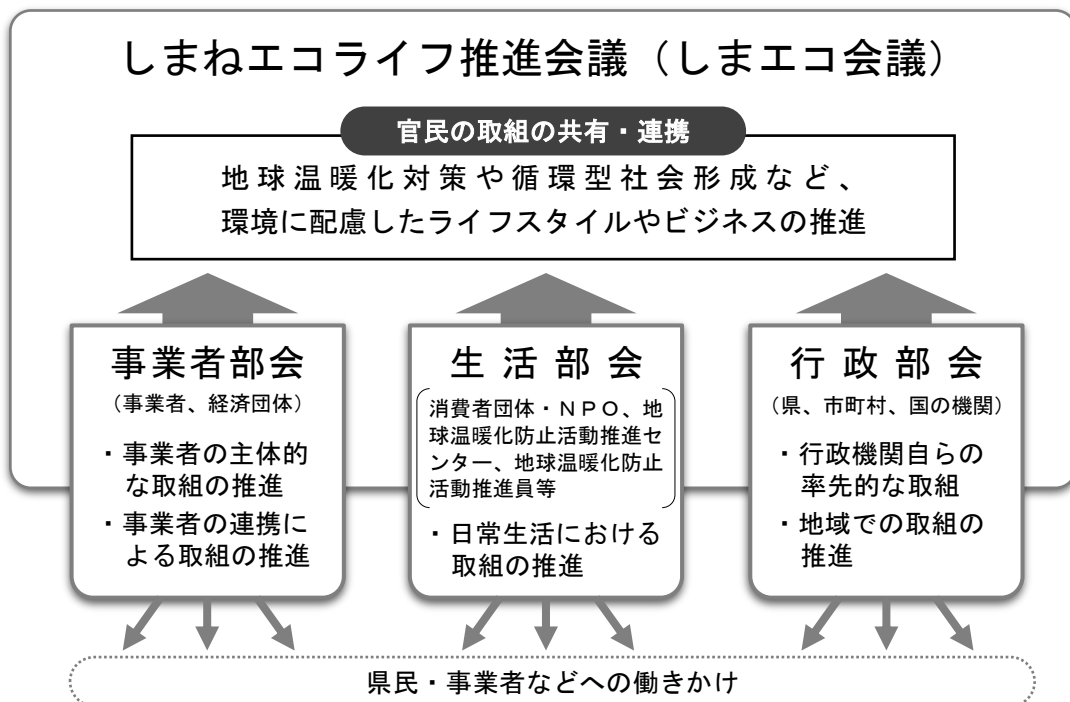 しまねエコライフ推進会議（しまエコ会議）
官民の取組の共有・連携
地球温暖化対策や循環型社会形成など、
環境に配慮したライフスタイルやビジネスの推進
事業者部会
（事業者、経済団体）
・事業者の主体的
な取組の推進
・事業者の連携に
よる取組の推進
生活部会
消費者団体・ＮＰＯ、地
球温暖化防止活動推進セ
ンター、地球温暖化防止
活動推進員等
・日常生活における
取組の推進
行政部会
（県、市町村、国の機関）
・行政機関自らの
率先的な取組
・地域での取組の
推進
県民・事業者などへの働きかけ